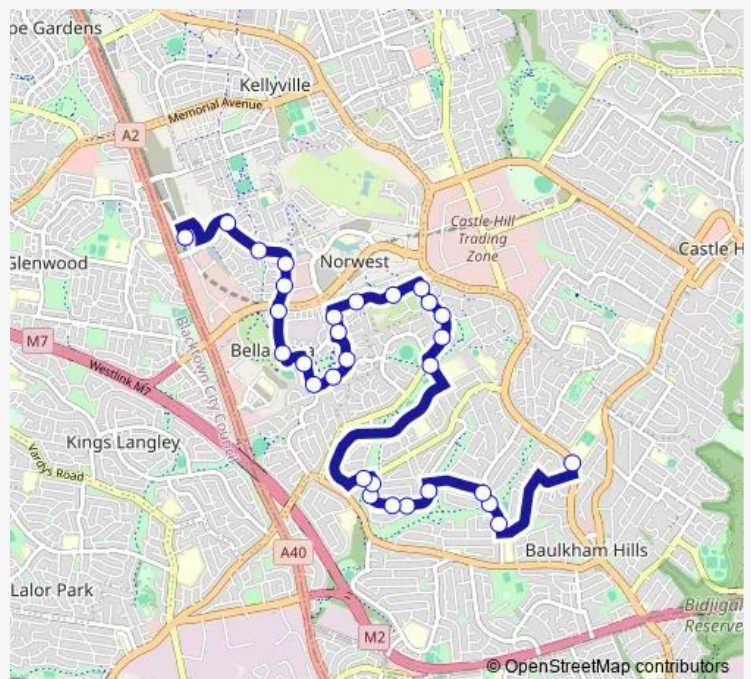 pe Gardens
Kellyville
Memorial Avenue
A2
Castle Hill
Trading
Zone
Castle H
Glenwood
Norwest
M7
Westlink M7
Blacktown City Council
Bella
a
Kings Langley
Vardys Road
A40
Baulkham Hills
Lalor Park
Bidjigal
Reserve
M2
© OpenStreetMap contributors